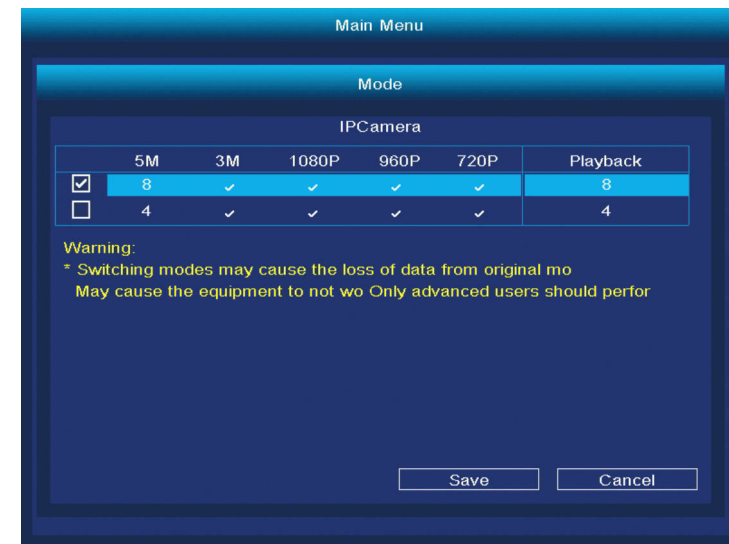 Main Menu
Mode
IPCamera
5M 3M 1080P 960P 720P Playback
8 ✓ ✓ ✓ ✓ 8
4 ✓ ✓ ✓ ✓ 4
Warning:
* Switching modes may cause the loss of data from origin mo
May cause the equipment to not wo Only advanced users should perfor
Save Cancel